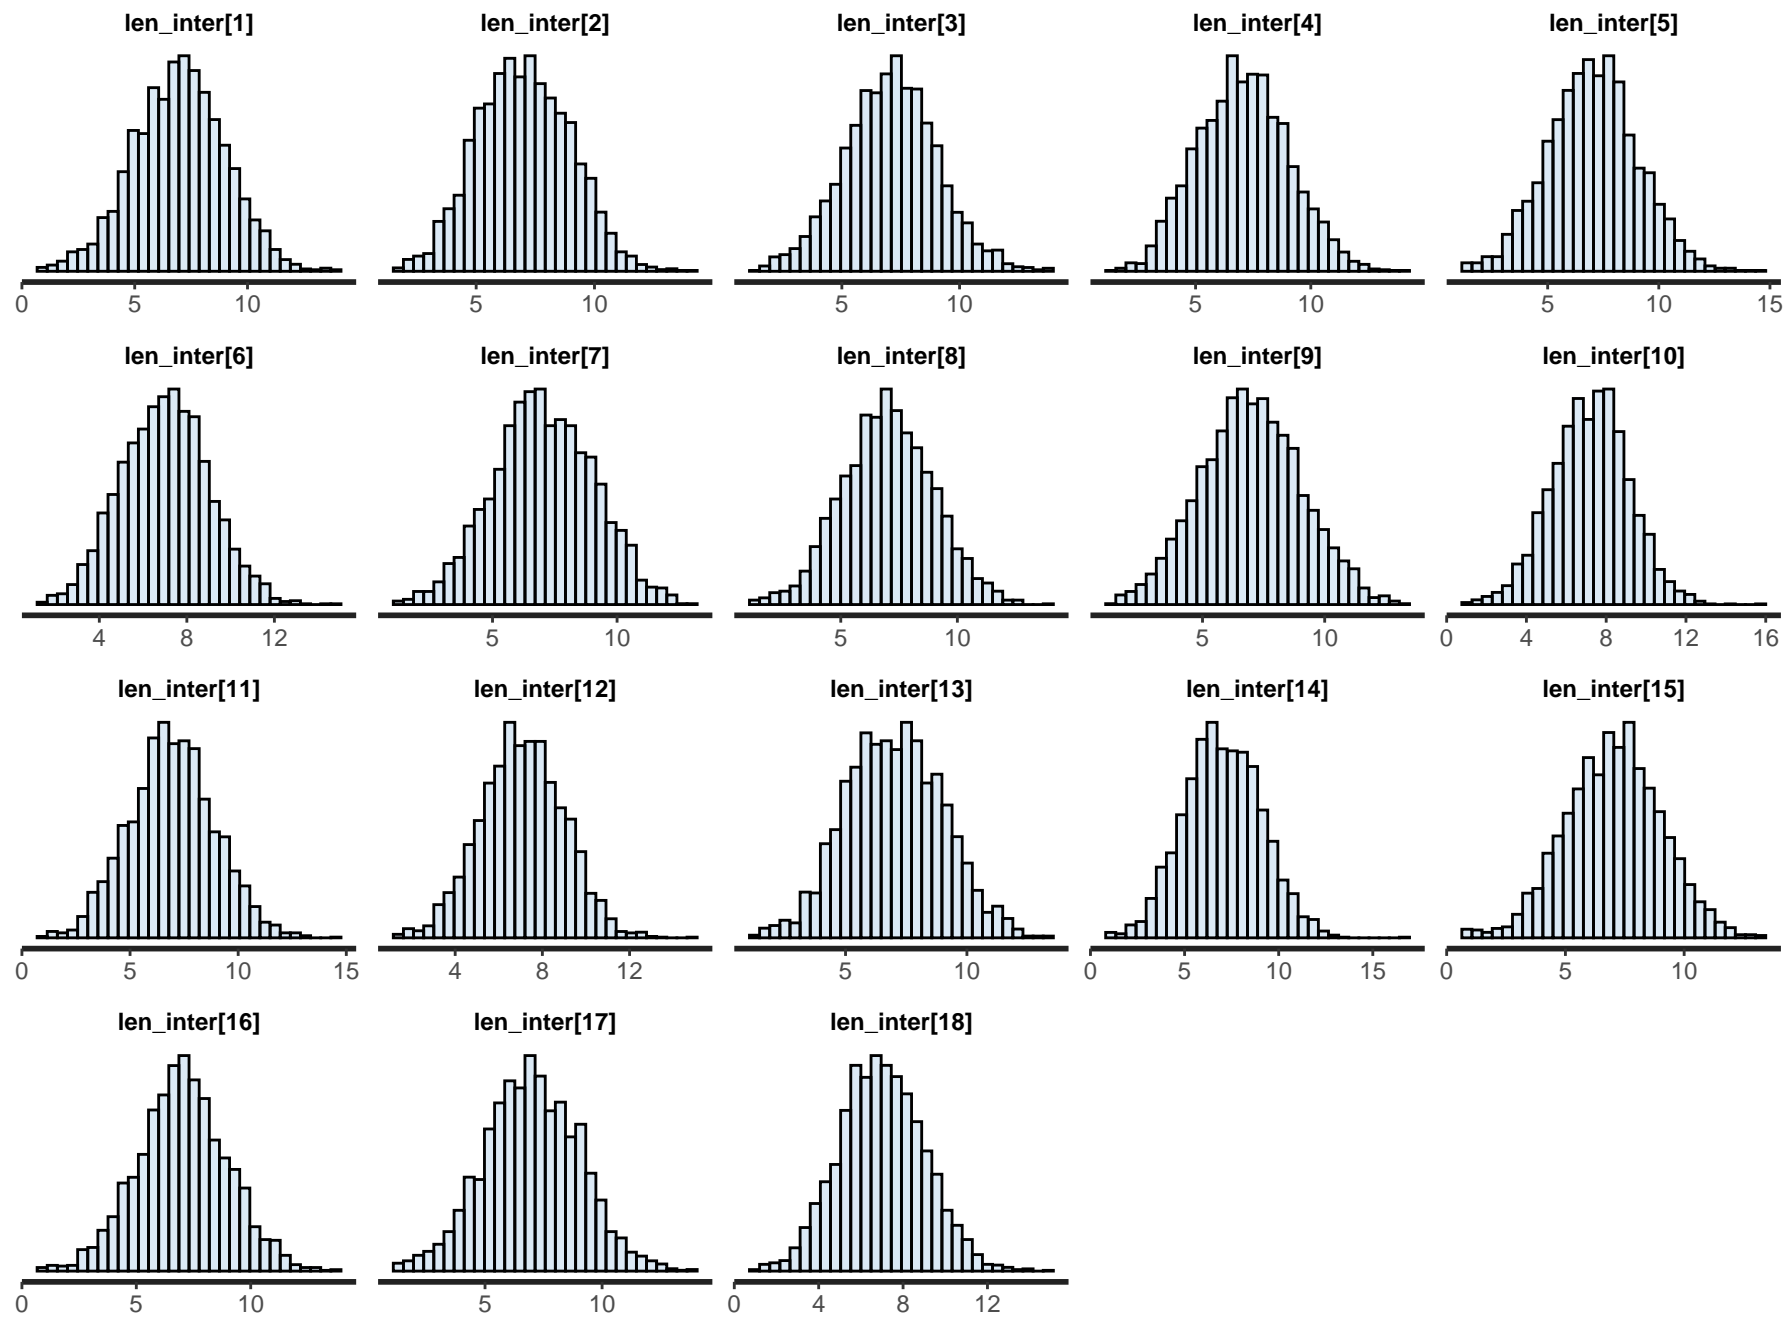 len_inter[1] len_inter[2] len_inter[3] len_inter[4] len_inter[5]
0 5 10 5 10 5 10 5 10 5 10 15
len_inter[6] len_inter[7] len_inter[8] len_inter[9] len_inter[10]
4 8 12 5 10 5 10 5 10 0 4 8 12 16
len_inter[11] len_inter[12] len_inter[13] len_inter[14] len_inter[15]
0 5 10 15 4 8 12 5 10 0 5 10 15 0 5 10
len_inter[16] len_inter[17] len_inter[18]
0 5 10 5 10 0 4 8 12